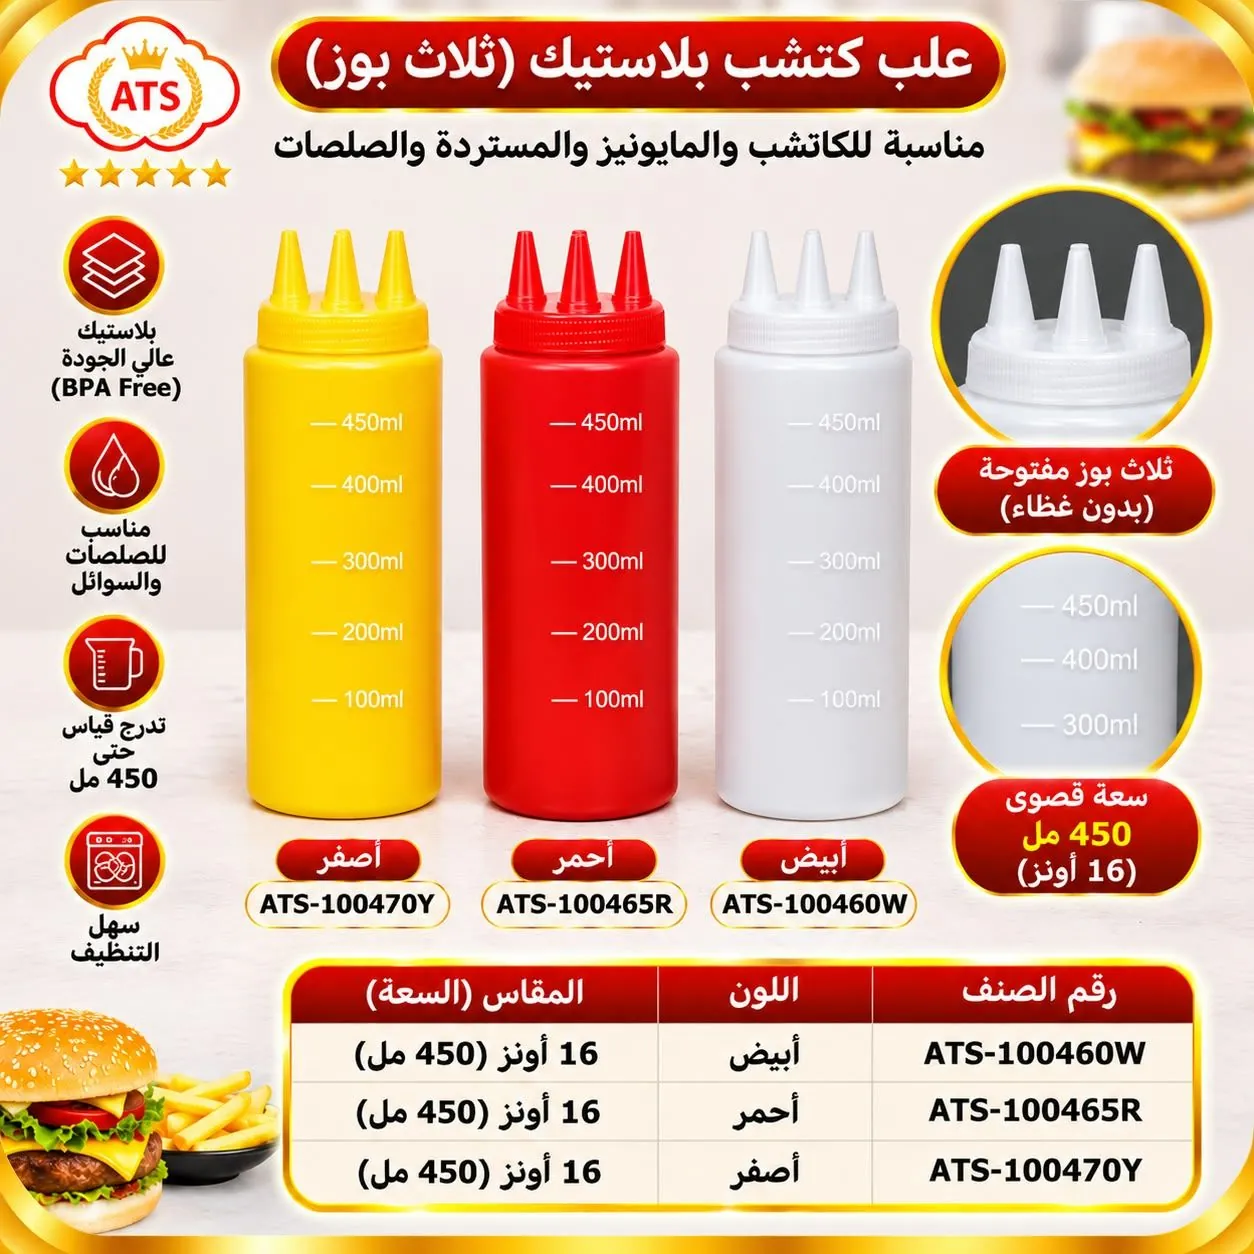 ATS
علب كتشب بلاستيك (ثلاث بوز)
مناسبة للكاتشب والمايونيز والمستردة والصلصات
بلاستيك
عالي الجودة
(BPA Free)
مناسب
للصلصات
والسوائل
تدرج قياس
حتى
450 مل
سهل
التنظيف
450ml
400ml
300ml
200ml
100ml
450ml
400ml
300ml
200ml
100ml
450ml
400ml
300ml
200ml
100ml
ثلاث بوز مفتوحة
(بدون غظاء)
450ml
400ml
300ml
سعة قصوى
450 مل
(16 أونز)
أصفر
ATS-100470Y
أحمر
ATS-100465R
أبيض
ATS-100460W
رقم الصنف اللون المقاس (السعة)
ATS-100460W أبيض 16 أونز (450 مل)
ATS-100465R أحمر 16 أونز (450 مل)
ATS-100470Y أصفر 16 أونز (450 مل)